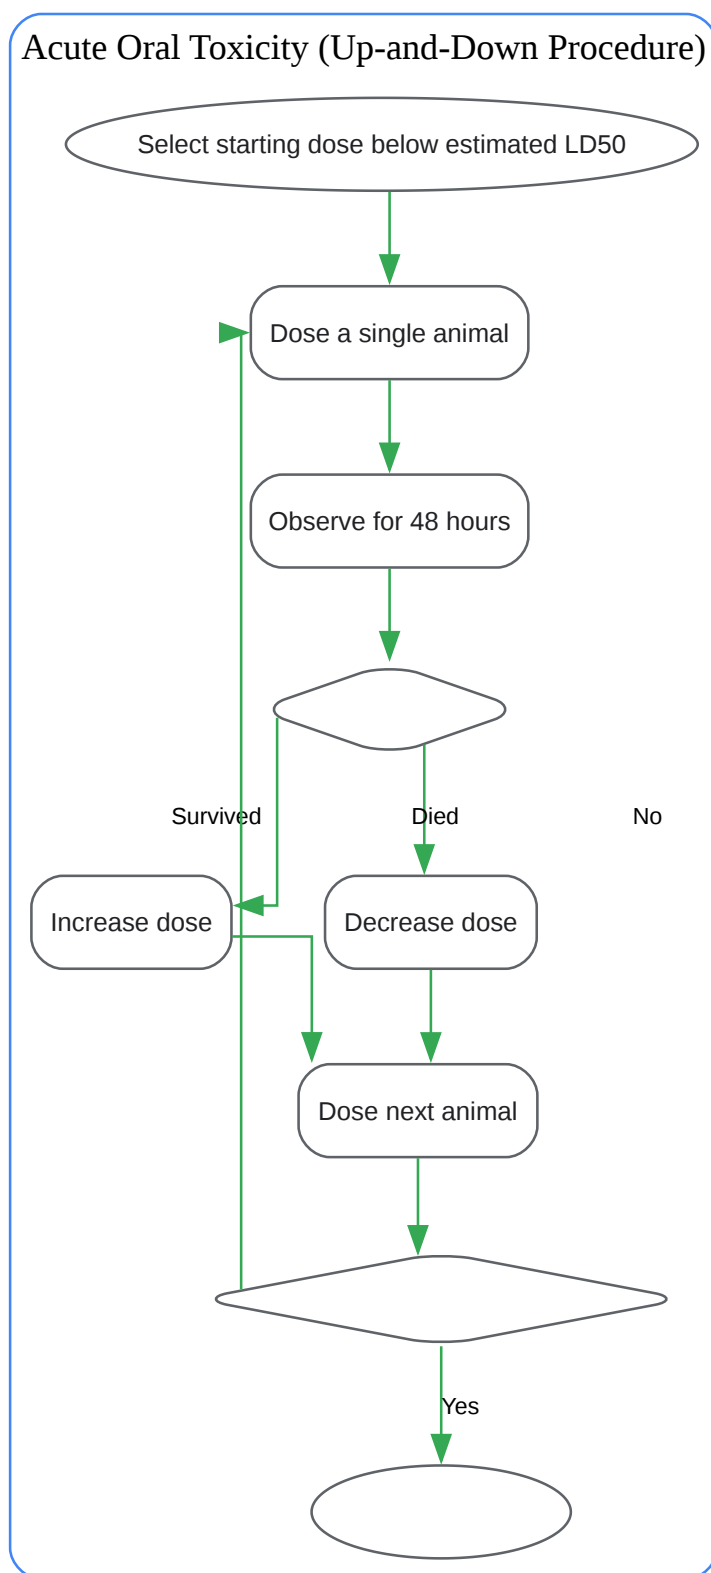 Acute Oral Toxicity (Up-and-Down Procedure)
Select starting dose below estimated LD50
Dose a single animal
Observe for 48 hours
Survived
Died
No
Increase dose
Decrease dose
Dose next animal
Yes